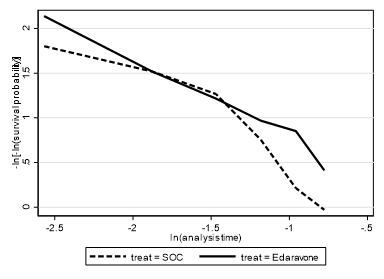 2
1.5
1
.5
0
-ln[-ln(survival probability)]
-2.5 -2 -1.5 -1 -.5
ln(analysis time)
treat = SOC treat = Edaravone